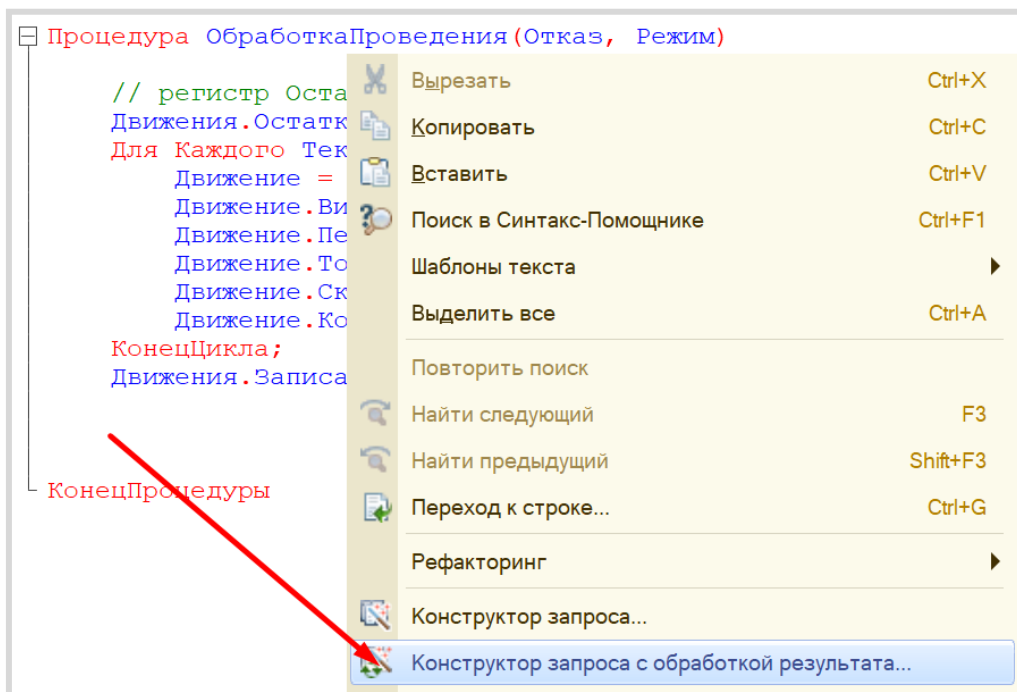 Процедура ОбработкаПроведения(Отказ, Режим)
// регистр Оста
Движения.Остатк
Для Каждого Тек
Движение =
Движение.Ви
Движение.Пе
Движение.То
Движение.Ск
Движение.Ко
КонецЦикла;
Движения.Записа
КонецПроцедуры
Вырезать Ctrl+X
Копировать Ctrl+C
Вставить Ctrl+V
Поиск в Синтакс-Помощнике Ctrl+F1
Шаблоны текста
Выделить все Ctrl+A
Повторить поиск
Найти следующий F3
Найти предыдущий Shift+F3
Переход к строке... Ctrl+G
Рефакторинг
Конструктор запроса...
Конструктор запроса с обработкой результата...